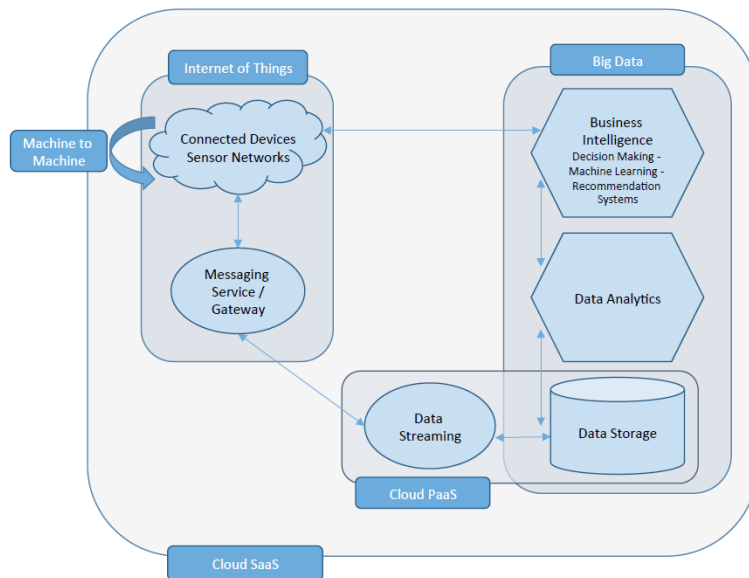 Internet of Things
Big Data
Machine to
Machine
Connected Devices
Sensor Networks
Business
Intelligence
Decision Making -
Machine Learning -
Recommendation
Systems
Messaging
Service /
Gateway
Data Analytics
Data
Streaming
Data Storage
Cloud PaaS
Cloud SaaS